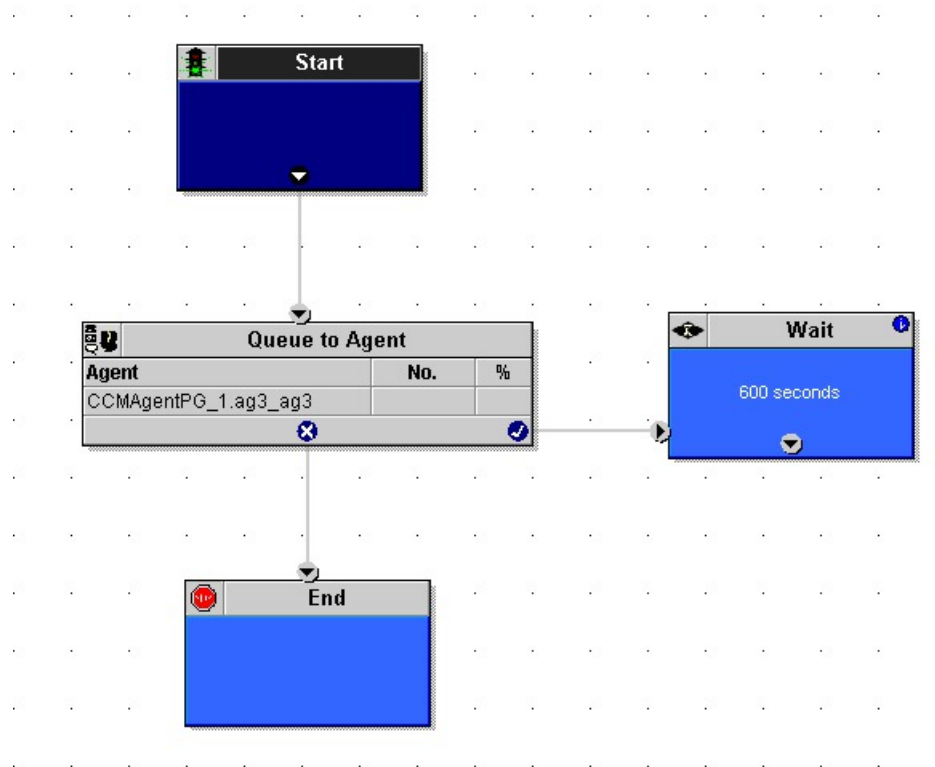 Start
Queue to Agent
Agent No. %
CCMAgentPG_1.ag3_ag3
Wait
600 seconds
End